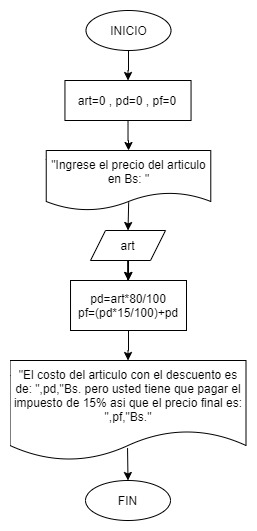 INICIO
art=0 , pd=0 , pf=0
"Ingrese el precio del articulo
en Bs: "
art
pd=art*80/100
pf=(pd*15/100)+pd
"El costo del articulo con el descuento es
de: ",pd,"Bs. pero usted tiene que pagar el
impuesto de 15% asi que el precio final es:
",pf,"Bs."
FIN